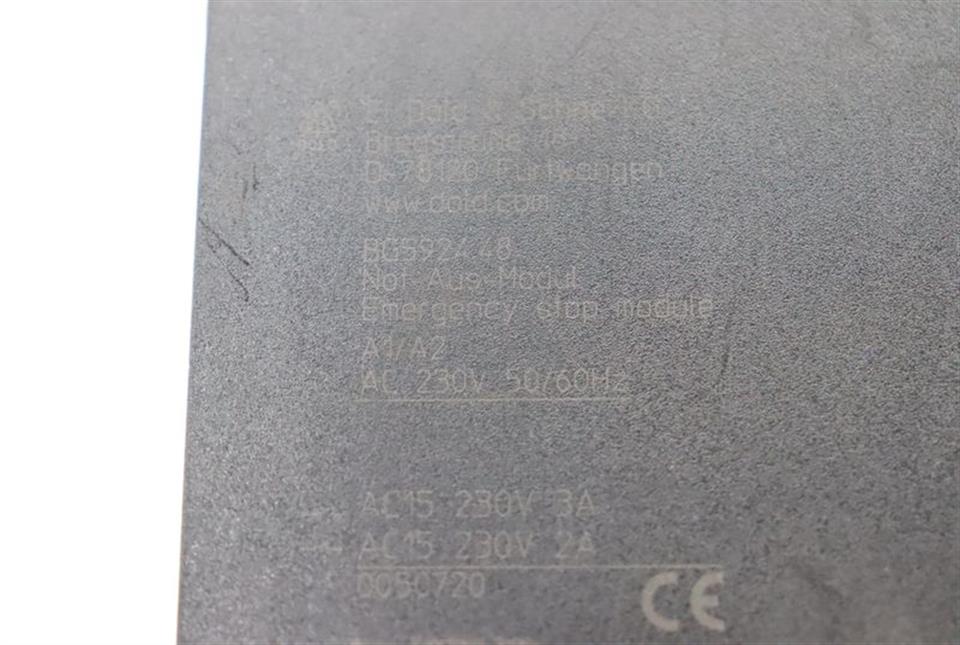 E. Dold & Soehne KG
Bregstraße 18
D-78120 Furtwangen
www.dold.com
BG5924.48
Not-Aus-Modul
Emergency stop module
A1/A2
AC 230V 50/60Hz
AC15 230V 3A
AC15 230V 2A
0050720
CE